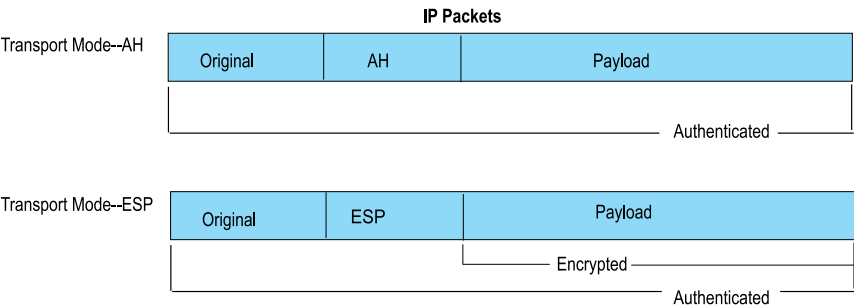 IP Packets
Transport Mode--AH
Original AH Payload
Authenticated
Transport Mode--ESP
Original ESP Payload
Encrypted
Authenticated